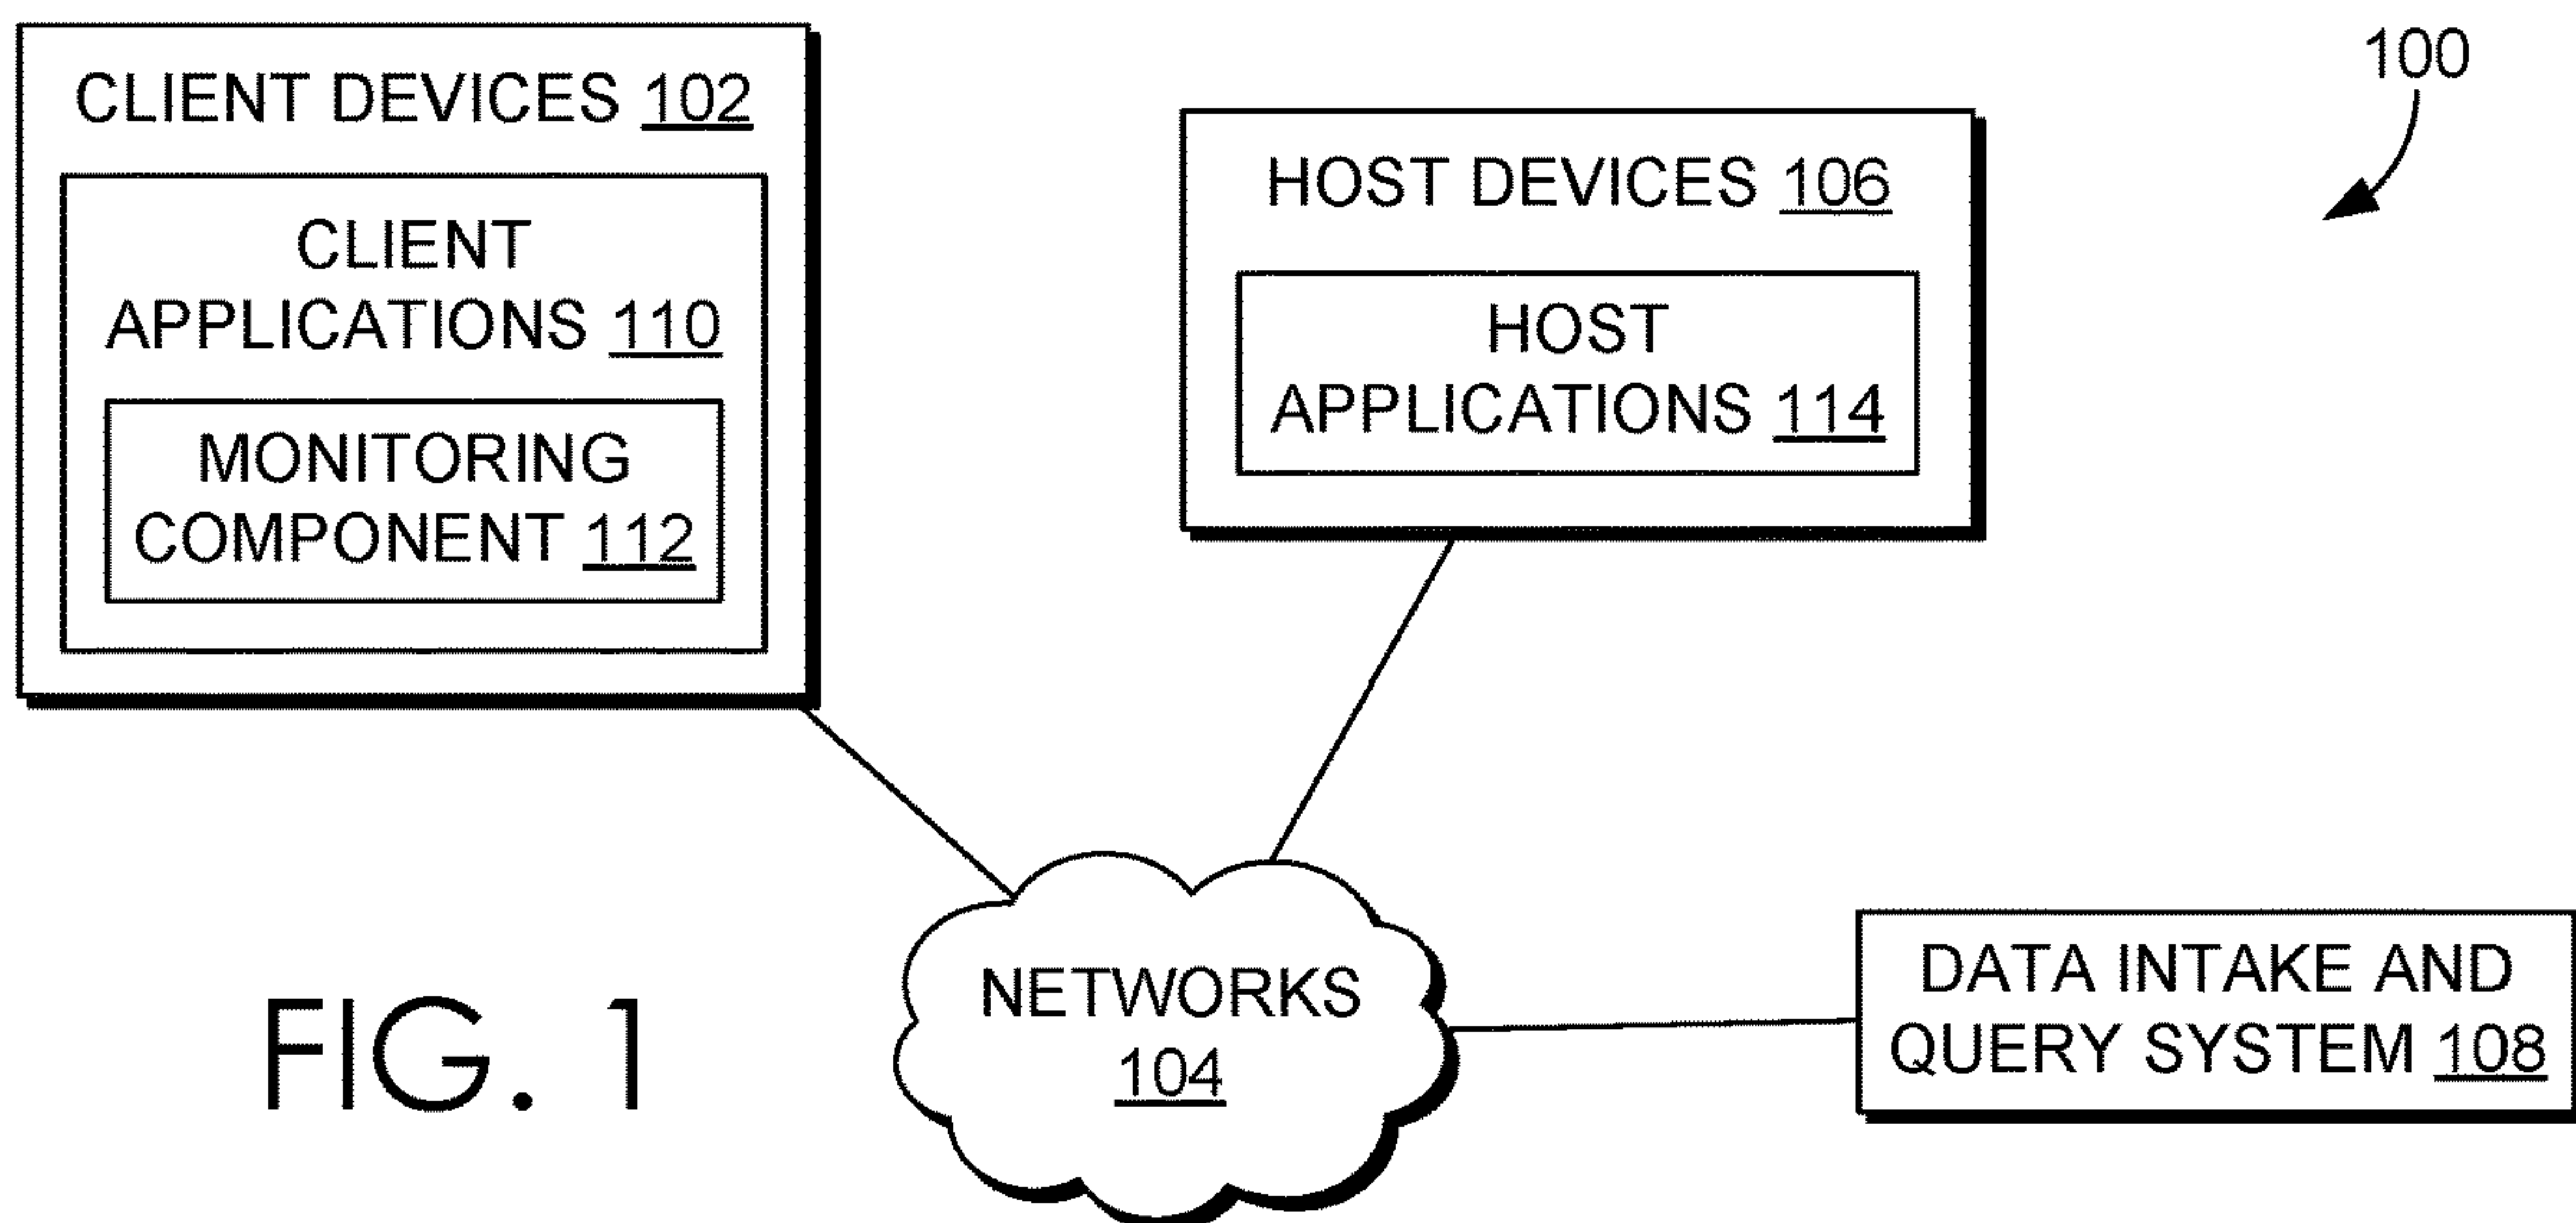 CLIENT DEVICES 102
CLIENT
APPLICATIONS 110
MONITORING
COMPONENT 112
100
HOST DEVICES 106
HOST
APPLICATIONS 114
NETWORKS
104
DATA INTAKE AND
QUERY SYSTEM 108
FIG. 1